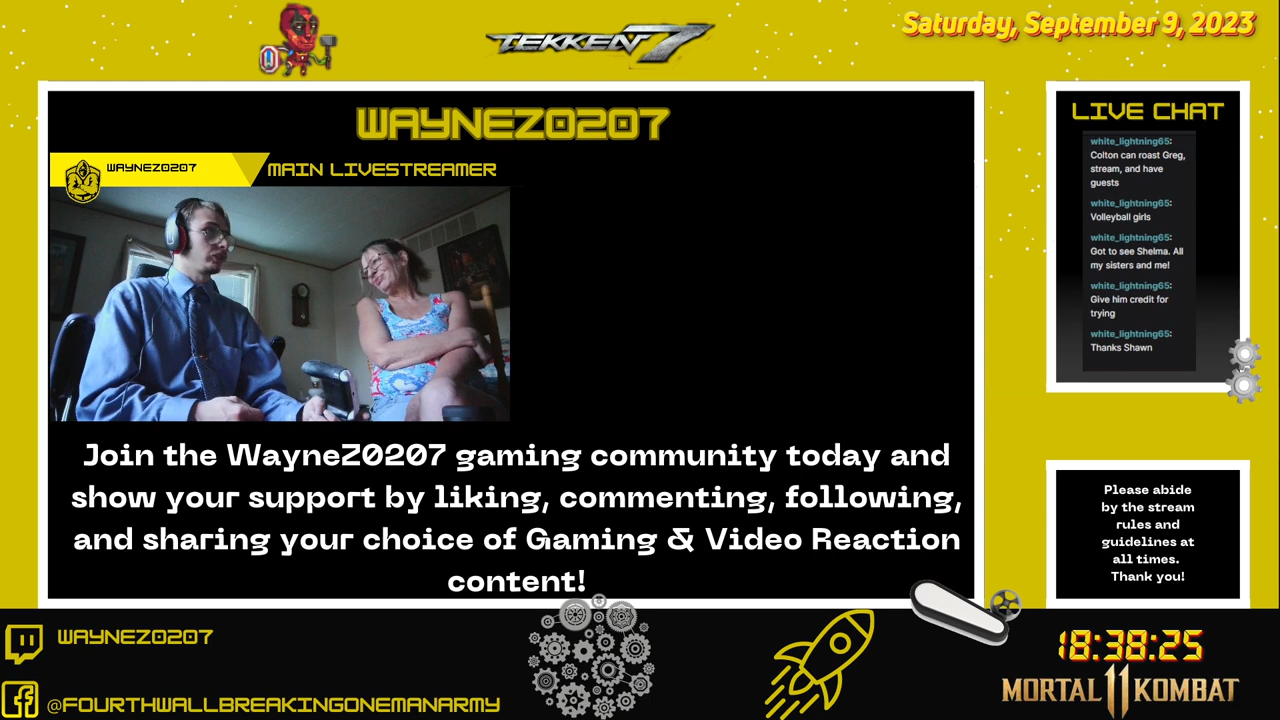 TEKKEN 7
Saturday, September 9, 2023
WAYNEZ0207
WAYNEZ0207
MAIN LIVESTREAMER
LIVE CHAT
white_lightning65:
Colton can roast Greg,
stream, and have
guests
white_lightning65:
Volleyball girls
white_lightning65:
Got to see Shelma. All
my sisters and me!
white_lightning65:
Give him credit for
trying
white_lightning65:
Thanks Shawn
Join the WayneZ0207 gaming community today and
show your support by liking, commenting, following,
and sharing your choice of Gaming & Video Reaction
content!
Please abide
by the stream
rules and
guidelines at
all times.
Thank you!
WAYNEZ0207
@FOURTHWALLBREAKINGONEMANARMY
18:38:25
MORTAL 11 KOMBAT